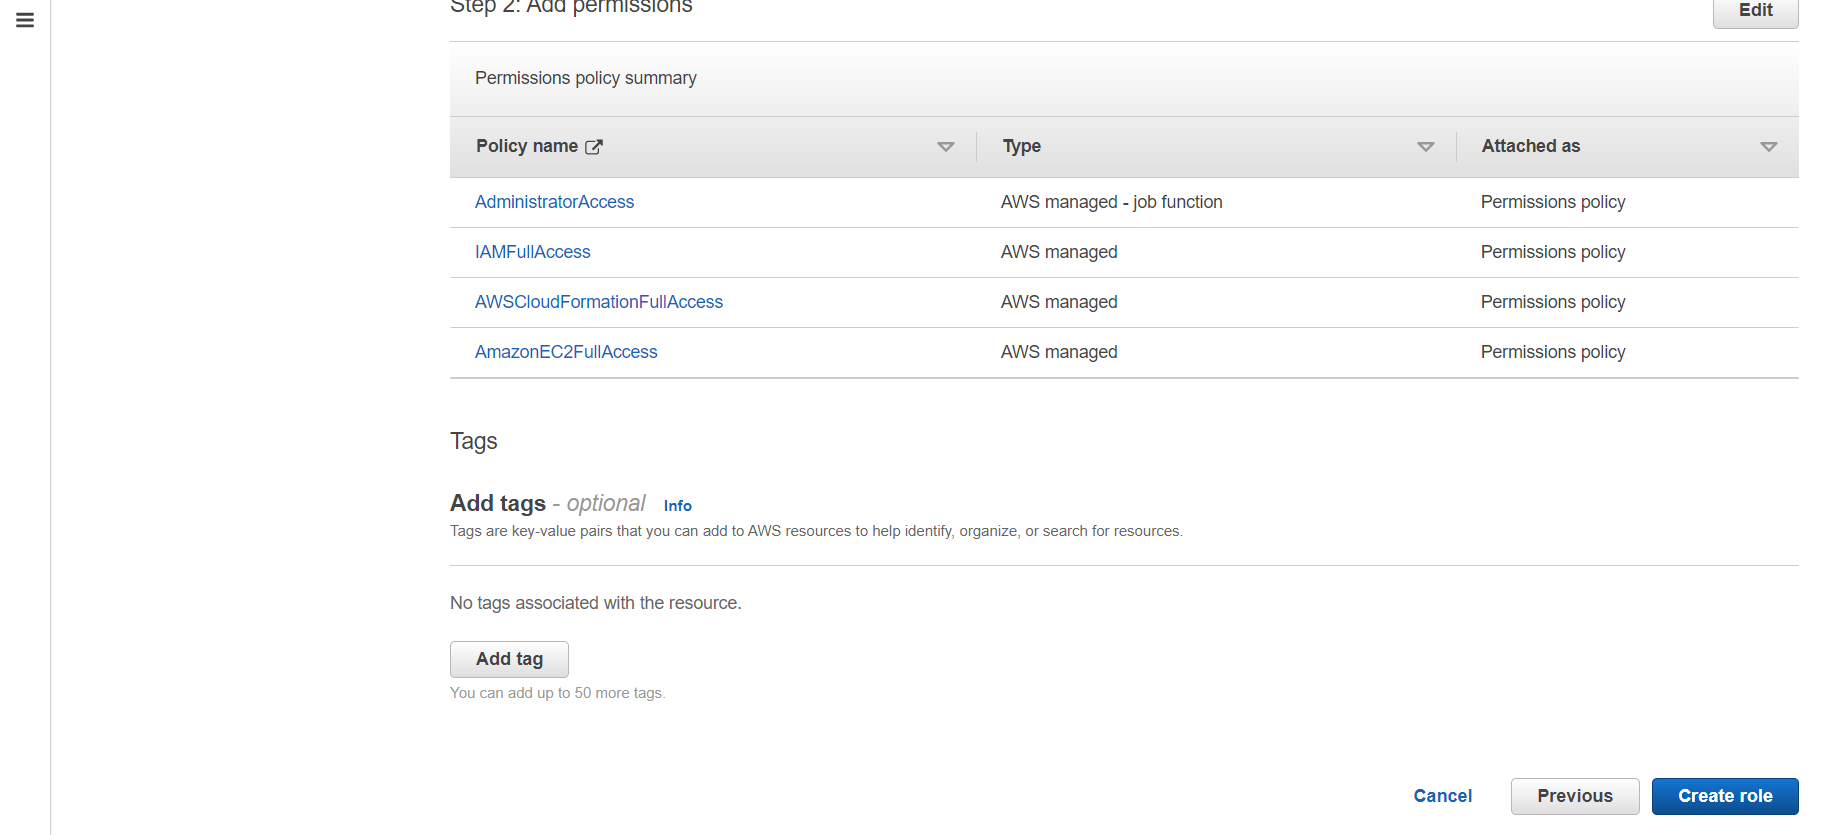 Step 2: Add permissions
Edit
Permissions policy summary
Policy name Type Attached as
AdministratorAccess AWS managed - job function Permissions policy
IAMFullAccess AWS managed Permissions policy
AWSCloudFormationFullAccess AWS managed Permissions policy
AmazonEC2FullAccess AWS managed Permissions policy
Tags
Add tags - optional Info
Tags are key-value pairs that you can add to AWS resources to help identify, organize, or search for resources.
No tags associated with the resource.
Add tag
You can add up to 50 more tags.
Cancel Previous Create role